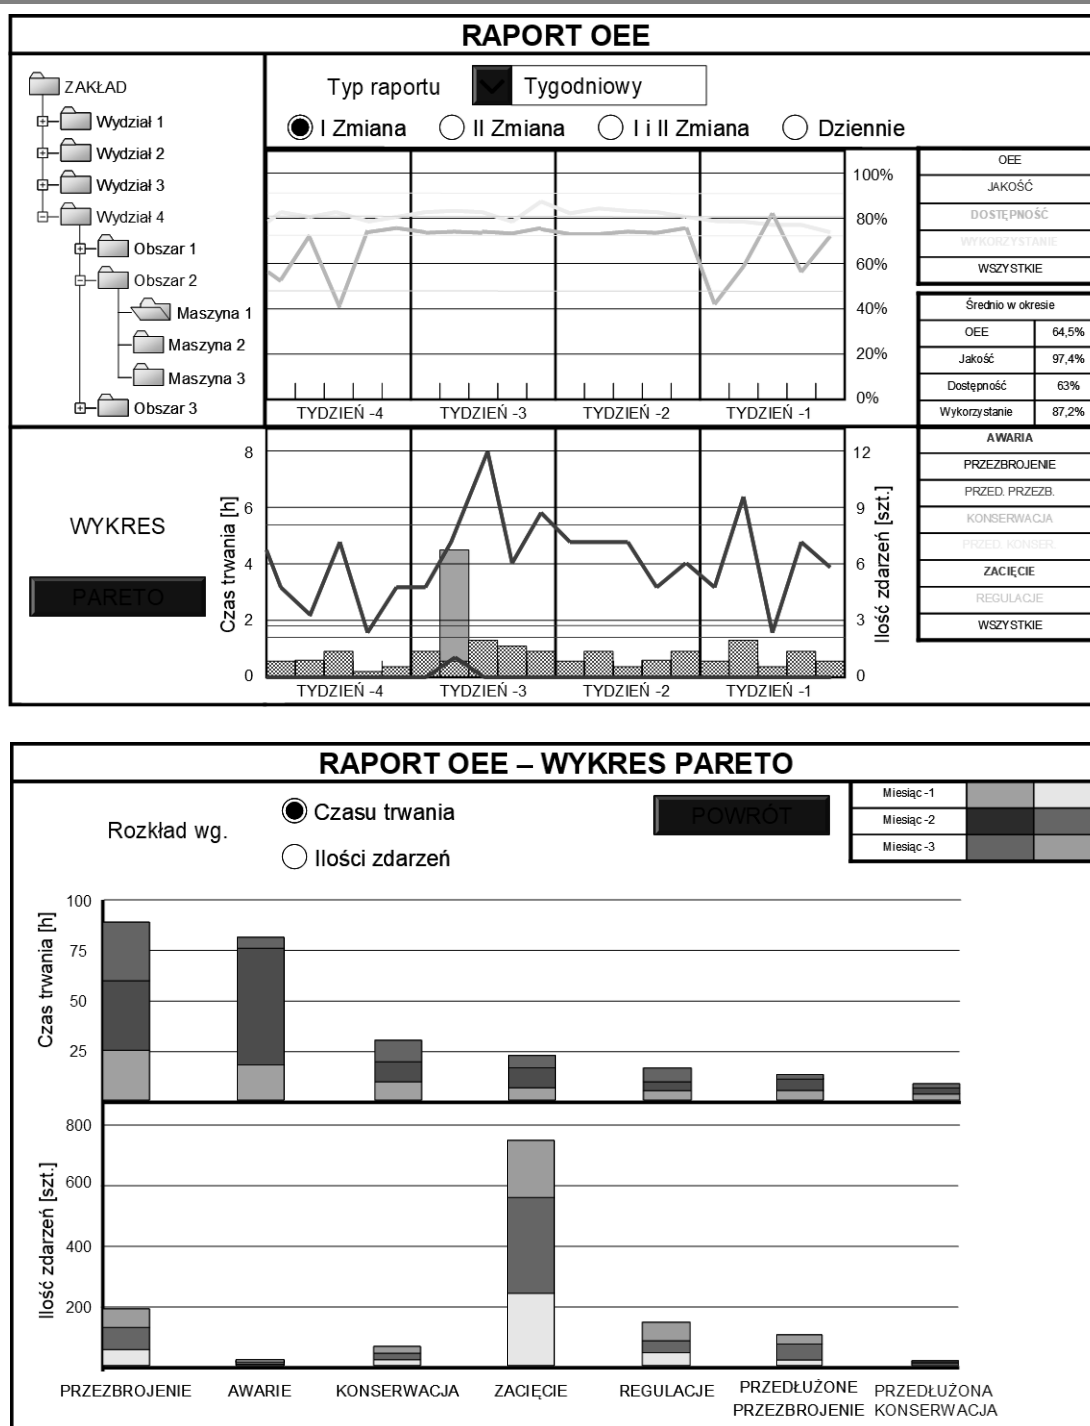 RAPORT OEE
ZAKŁAD
Wydział 1
Wydział 2
Wydział 3
Wydział 4
Obszar 1
Obszar 2
Maszyna 1
Maszyna 2
Maszyna 3
Obszar 3
Typ raportu Tygodniowy
I Zmiana II Zmiana I i II Zmiana Dziennie
100%
80%
60%
40%
20%
0%
TYDZIEŃ -4 TYDZIEŃ -3 TYDZIEŃ -2 TYDZIEŃ -1
OEE
JAKOŚĆ
DOSTĘPNOŚĆ
WYKORZYSTANIE
WSZYSTKIE
Średnio w okresie
OEE 64,5%
Jakość 97,4%
Dostępność 63%
Wykorzystanie 87,2%
WYKRES
PARETO
Czas trwania [h]
8
6
4
2
0
12
9
6
3
0
Ilość zdarzeń [szt.]
TYDZIEŃ -4 TYDZIEŃ -3 TYDZIEŃ -2 TYDZIEŃ -1
AWARIA
PRZEZBROJENIE
PRZED. PRZEZB.
KONSERWACJA
PRZED. KONSER.
ZACIĘCIE
REGULACJE
WSZYSTKIE
RAPORT OEE – WYKRES PARETO
Rozkład wg.
Czasu trwania
Ilości zdarzeń
POWRÓT
Miesiąc -1
Miesiąc -2
Miesiąc -3
Czas trwania [h]
100
75
50
25
Ilość zdarzeń [szt.]
800
600
400
200
PRZEZBROJENIE AWARIE KONSERWACJA ZACIĘCIE REGULACJE PRZEDŁUŻONE PRZEDŁUŻONA
PRZEZBROJENIE KONSERWACJA